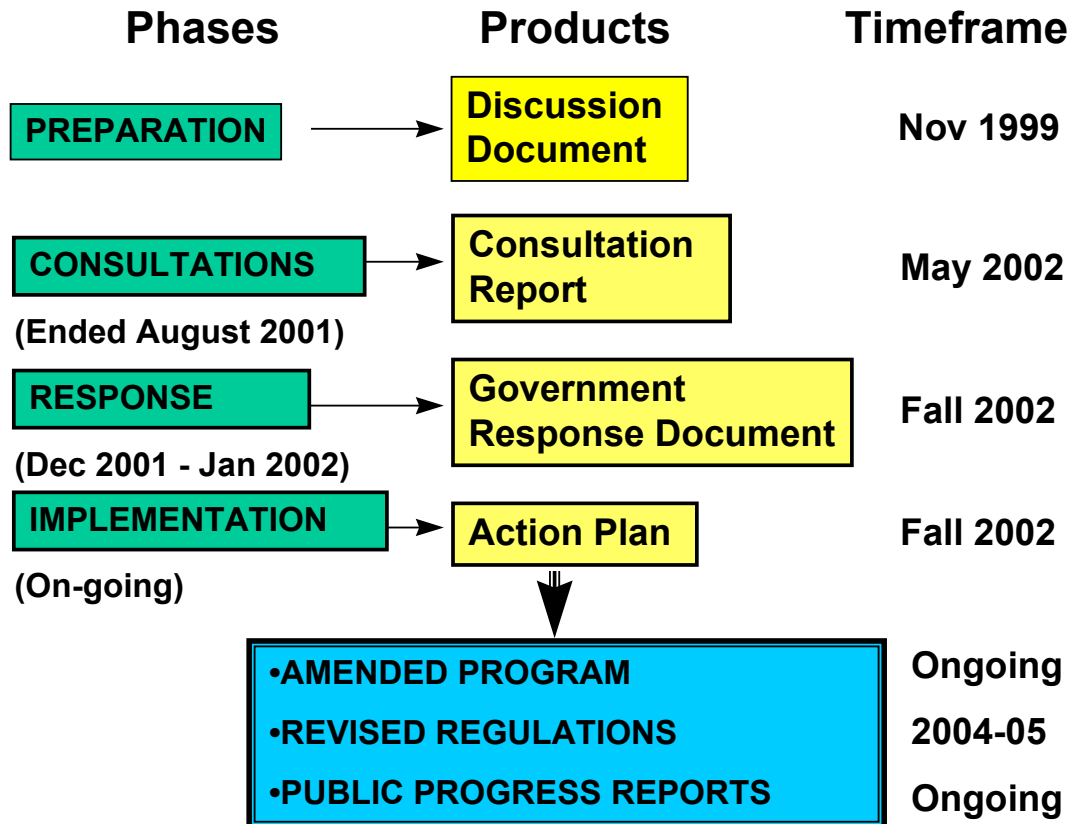 Phases Products Timeframe
PREPARATION
Discussion
Document
Nov 1999
CONSULTATIONS
(Ended August 2001)
Consultation
Report
May 2002
RESPONSE
(Dec 2001 - Jan 2002)
Government
Response Document
Fall 2002
IMPLEMENTATION
(On-going)
Action Plan
Fall 2002
•AMENDED PROGRAM
Ongoing
•REVISED REGULATIONS
2004-05
•PUBLIC PROGRESS REPORTS
Ongoing